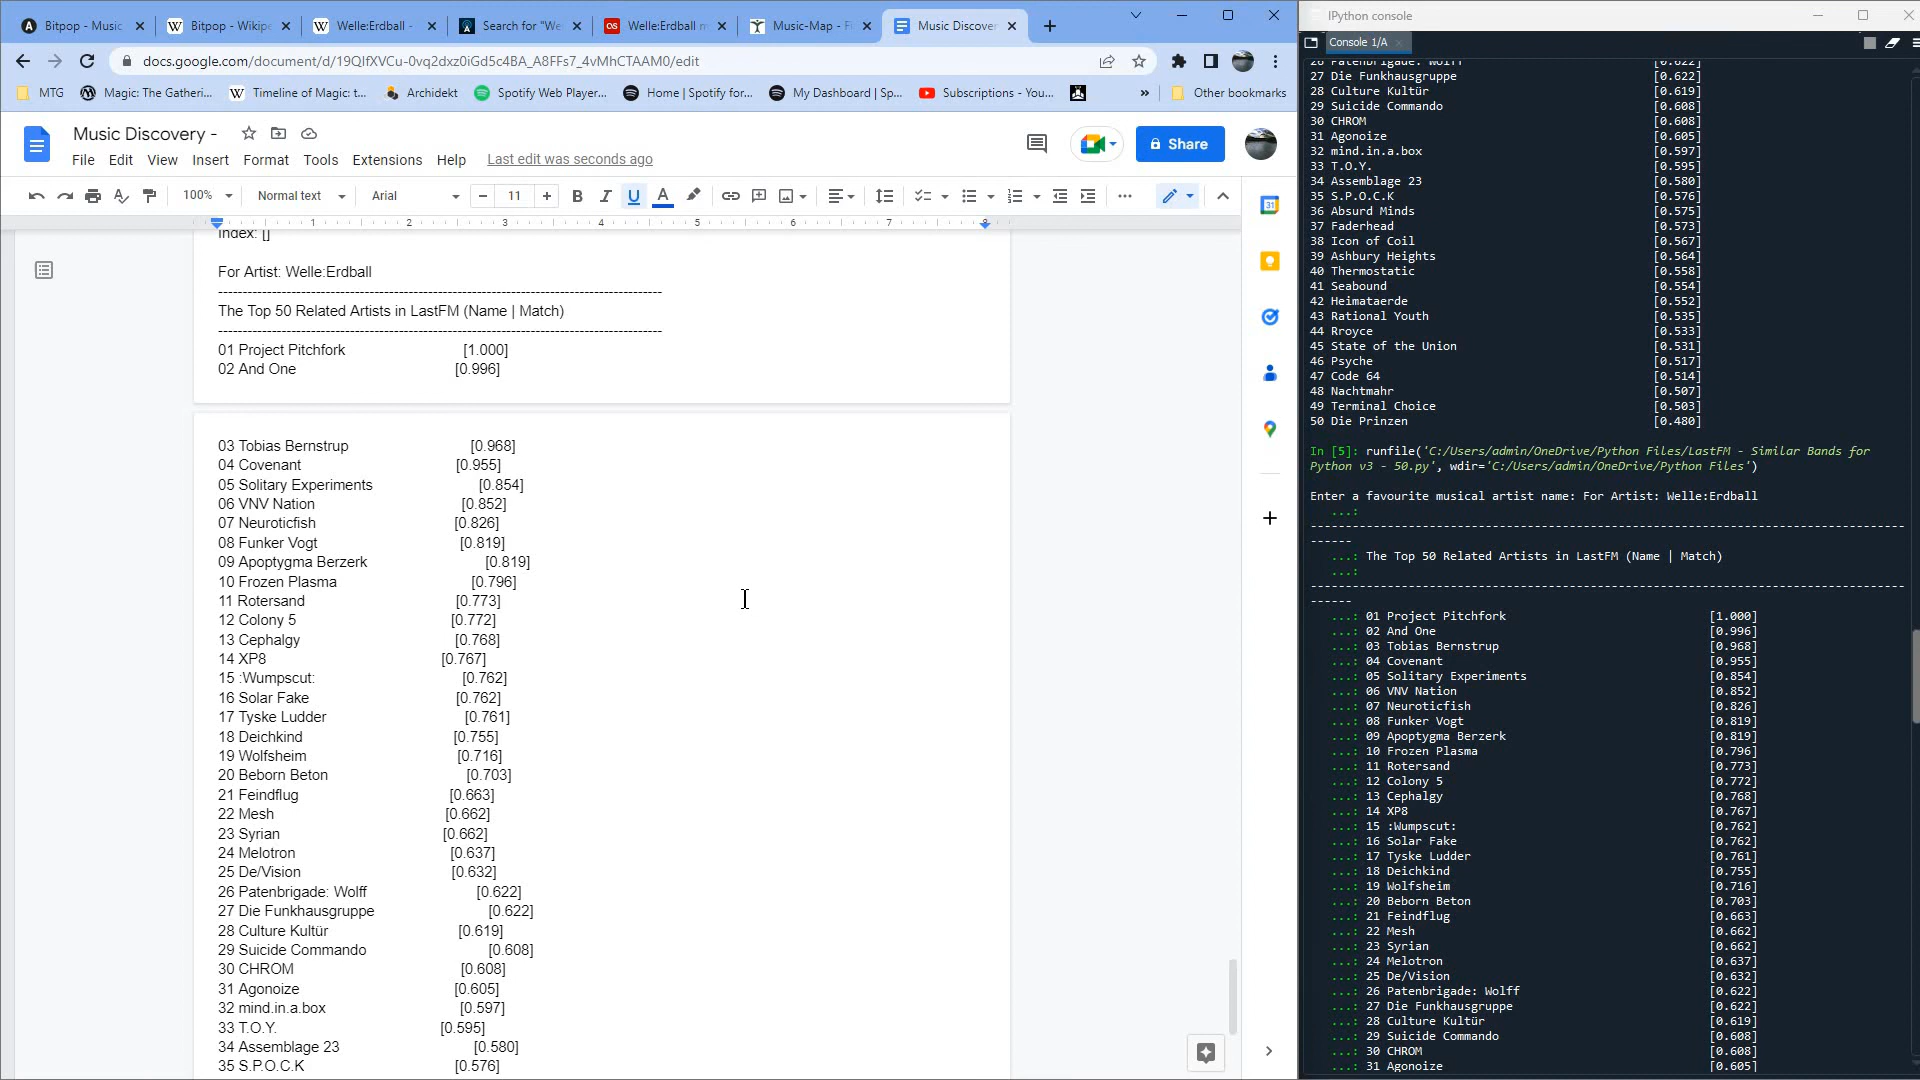 Bitpop - Music
Bitpop - Wikipe
Welle:Erdball -
Search for "We
Welle:Erdball m
Music-Map - Fi
Music Discover
docs.google.com/document/d/19QIfXVCu-0vq2dxz0iGd5c4BA_A8FFs7_4vMhCTAAM0/edit
MTG
Magic: The Gatheri...
Timeline of Magic: t...
Archidekt
Spotify Web Player...
Home | Spotify for...
My Dashboard | Sp...
Subscriptions - You...
»
Other bookmarks
Music Discovery -
File Edit View Insert Format Tools Extensions Help Last edit was seconds ago
Share
100% Normal text Arial 11
1 2 3 4 5 6 7 8
Index: []
For Artist: Welle:Erdball
------------------------------------------------------------------------------------------
The Top 50 Related Artists in LastFM (Name | Match)
------------------------------------------------------------------------------------------
01 Project Pitchfork [1.000]
02 And One [0.996]
03 Tobias Bernstrup [0.968]
04 Covenant [0.955]
05 Solitary Experiments [0.854]
06 VNV Nation [0.852]
07 Neuroticfish [0.826]
08 Funker Vogt [0.819]
09 Apoptygma Berzerk [0.819]
10 Frozen Plasma [0.796]
11 Rotersand [0.773]
12 Colony 5 [0.772]
13 Cephalgy [0.768]
14 XP8 [0.767]
15 :Wumpscut: [0.762]
16 Solar Fake [0.762]
17 Tyske Ludder [0.761]
18 Deichkind [0.755]
19 Wolfsheim [0.716]
20 Beborn Beton [0.703]
21 Feindflug [0.663]
22 Mesh [0.662]
23 Syrian [0.662]
24 Melotron [0.637]
25 De/Vision [0.632]
26 Patenbrigade: Wolff [0.622]
27 Die Funkhausgruppe [0.622]
28 Culture Kultür [0.619]
29 Suicide Commando [0.608]
30 CHROM [0.608]
31 Agonoize [0.605]
32 mind.in.a.box [0.597]
33 T.O.Y. [0.595]
34 Assemblage 23 [0.580]
35 S.P.O.C.K [0.576]
31
IPython console
Console 1/A
26 Patenbrigade: Wolff [0.622]
27 Die Funkhausgruppe [0.622]
28 Culture Kultür [0.619]
29 Suicide Commando [0.608]
30 CHROM [0.608]
31 Agonoize [0.605]
32 mind.in.a.box [0.597]
33 T.O.Y. [0.595]
34 Assemblage 23 [0.580]
35 S.P.O.C.K [0.576]
36 Absurd Minds [0.575]
37 Faderhead [0.573]
38 Icon of Coil [0.567]
39 Ashbury Heights [0.564]
40 Thermostatic [0.558]
41 Seabound [0.554]
42 Heimataerde [0.552]
43 Rational Youth [0.535]
44 Rroyce [0.533]
45 State of the Union [0.531]
46 Psyche [0.517]
47 Code 64 [0.514]
48 Nachtmahr [0.507]
49 Terminal Choice [0.503]
50 Die Prinzen [0.480]
In [5]: runfile('C:/Users/admin/OneDrive/Python Files/LastFM - Similar Bands for
Python v3 - 50.py', wdir='C:/Users/admin/OneDrive/Python Files')
Enter a favourite musical artist name: For Artist: Welle:Erdball
...:
-------------------------------------------------------------------------------------
------
...: The Top 50 Related Artists in LastFM (Name | Match)
...:
-------------------------------------------------------------------------------------
------
...: 01 Project Pitchfork [1.000]
...: 02 And One [0.996]
...: 03 Tobias Bernstrup [0.968]
...: 04 Covenant [0.955]
...: 05 Solitary Experiments [0.854]
...: 06 VNV Nation [0.852]
...: 07 Neuroticfish [0.826]
...: 08 Funker Vogt [0.819]
...: 09 Apoptygma Berzerk [0.819]
...: 10 Frozen Plasma [0.796]
...: 11 Rotersand [0.773]
...: 12 Colony 5 [0.772]
...: 13 Cephalgy [0.768]
...: 14 XP8 [0.767]
...: 15 :Wumpscut: [0.762]
...: 16 Solar Fake [0.762]
...: 17 Tyske Ludder [0.761]
...: 18 Deichkind [0.755]
...: 19 Wolfsheim [0.716]
...: 20 Beborn Beton [0.703]
...: 21 Feindflug [0.663]
...: 22 Mesh [0.662]
...: 23 Syrian [0.662]
...: 24 Melotron [0.637]
...: 25 De/Vision [0.632]
...: 26 Patenbrigade: Wolff [0.622]
...: 27 Die Funkhausgruppe [0.622]
...: 28 Culture Kultür [0.619]
...: 29 Suicide Commando [0.608]
...: 30 CHROM [0.608]
...: 31 Agonoize [0.605]